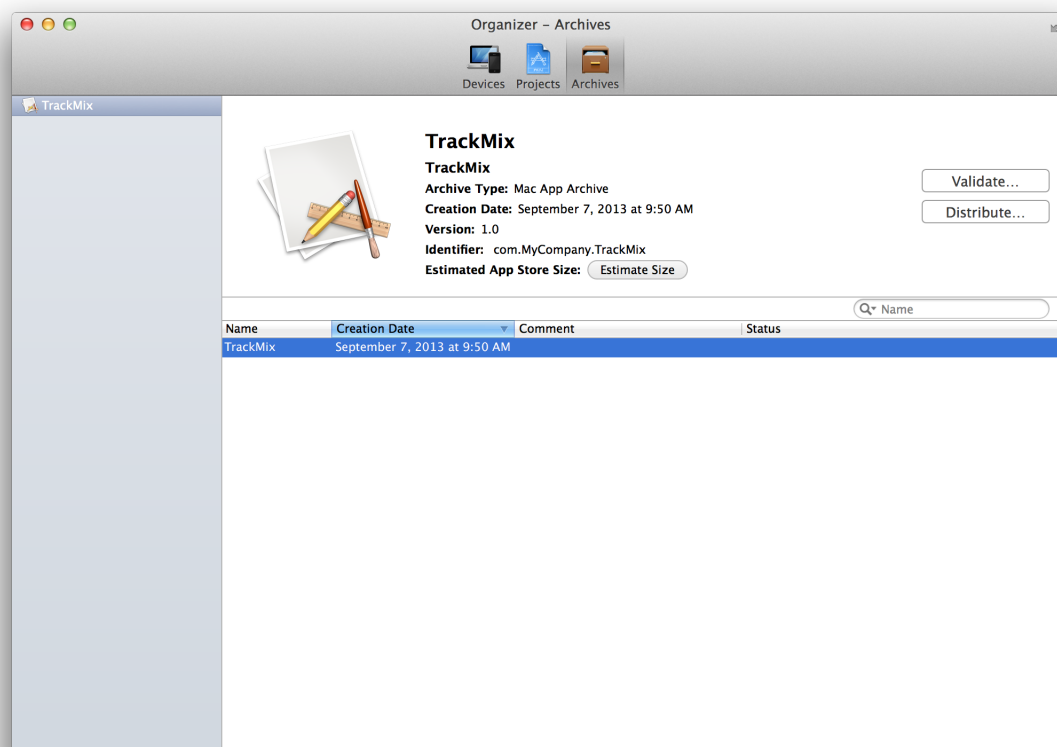 Organizer – Archives
Devices Projects Archives
TrackMix
TrackMix
TrackMix
Archive Type: Mac App Archive
Creation Date: September 7, 2013 at 9:50 AM
Version: 1.0
Identifier: com.MyCompany.TrackMix
Estimated App Store Size: Estimate Size
Validate...
Distribute...
Name
Name Creation Date Comment Status
TrackMix September 7, 2013 at 9:50 AM